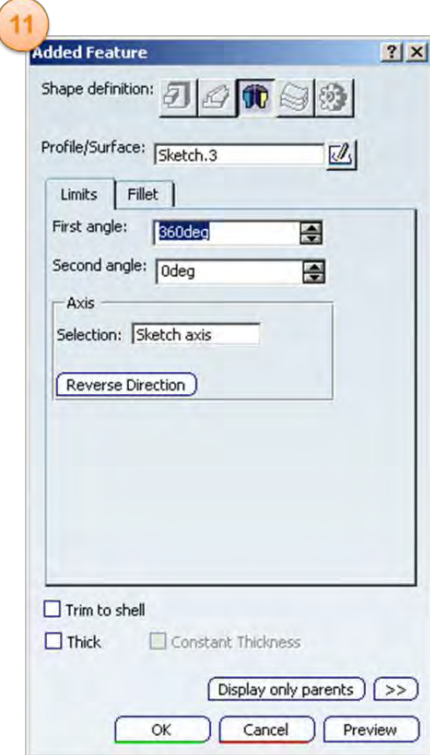 11
Added Feature
Shape definition:
Profile/Surface: Sketch.3
Limits Fillet
First angle: 360deg
Second angle: 0deg
Axis
Selection: Sketch axis
Reverse Direction
Trim to shell
Thick Constant Thickness
Display only parents >>
OK Cancel Preview